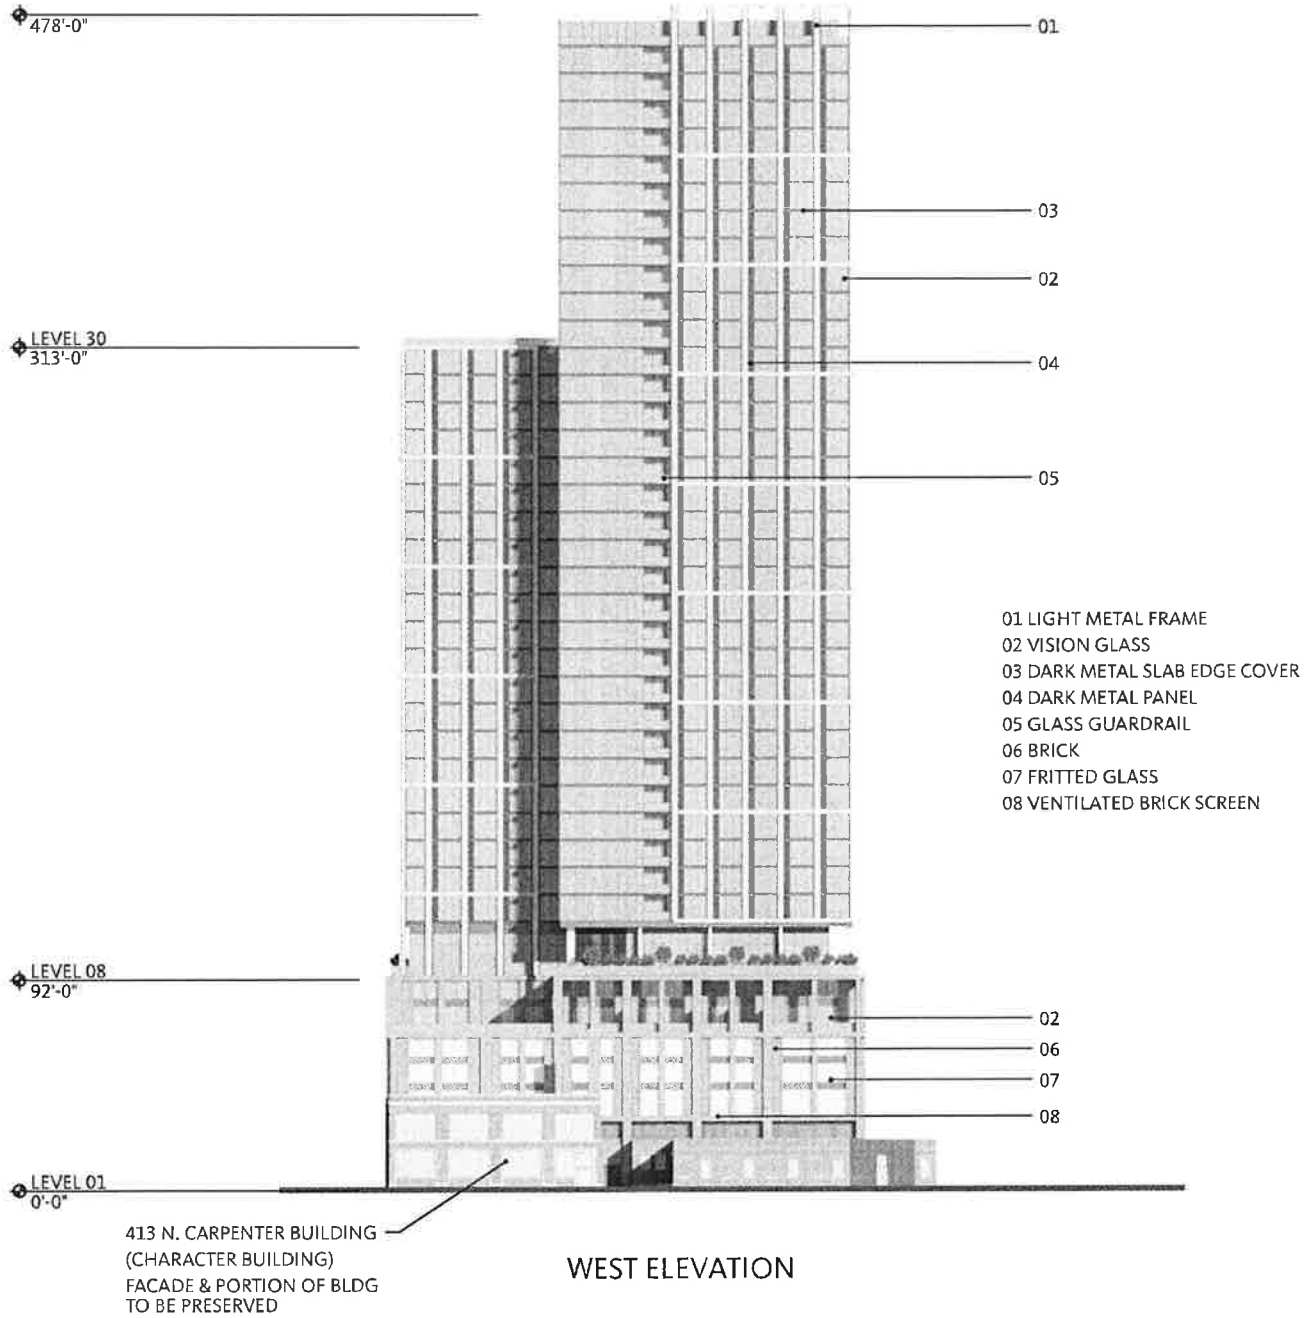 478'-0"
01
03
02
LEVEL 30
313'-0"
04
05
01 LIGHT METAL FRAME
02 VISION GLASS
03 DARK METAL SLAB EDGE COVER
04 DARK METAL PANEL
05 GLASS GUARDRAIL
06 BRICK
07 FRITTED GLASS
08 VENTILATED BRICK SCREEN
LEVEL 08
92'-0"
02
06
07
08
LEVEL 01
0'-0"
413 N. CARPENTER BUILDING
(CHARACTER BUILDING)
FACADE & PORTION OF BLDG
TO BE PRESERVED
WEST ELEVATION